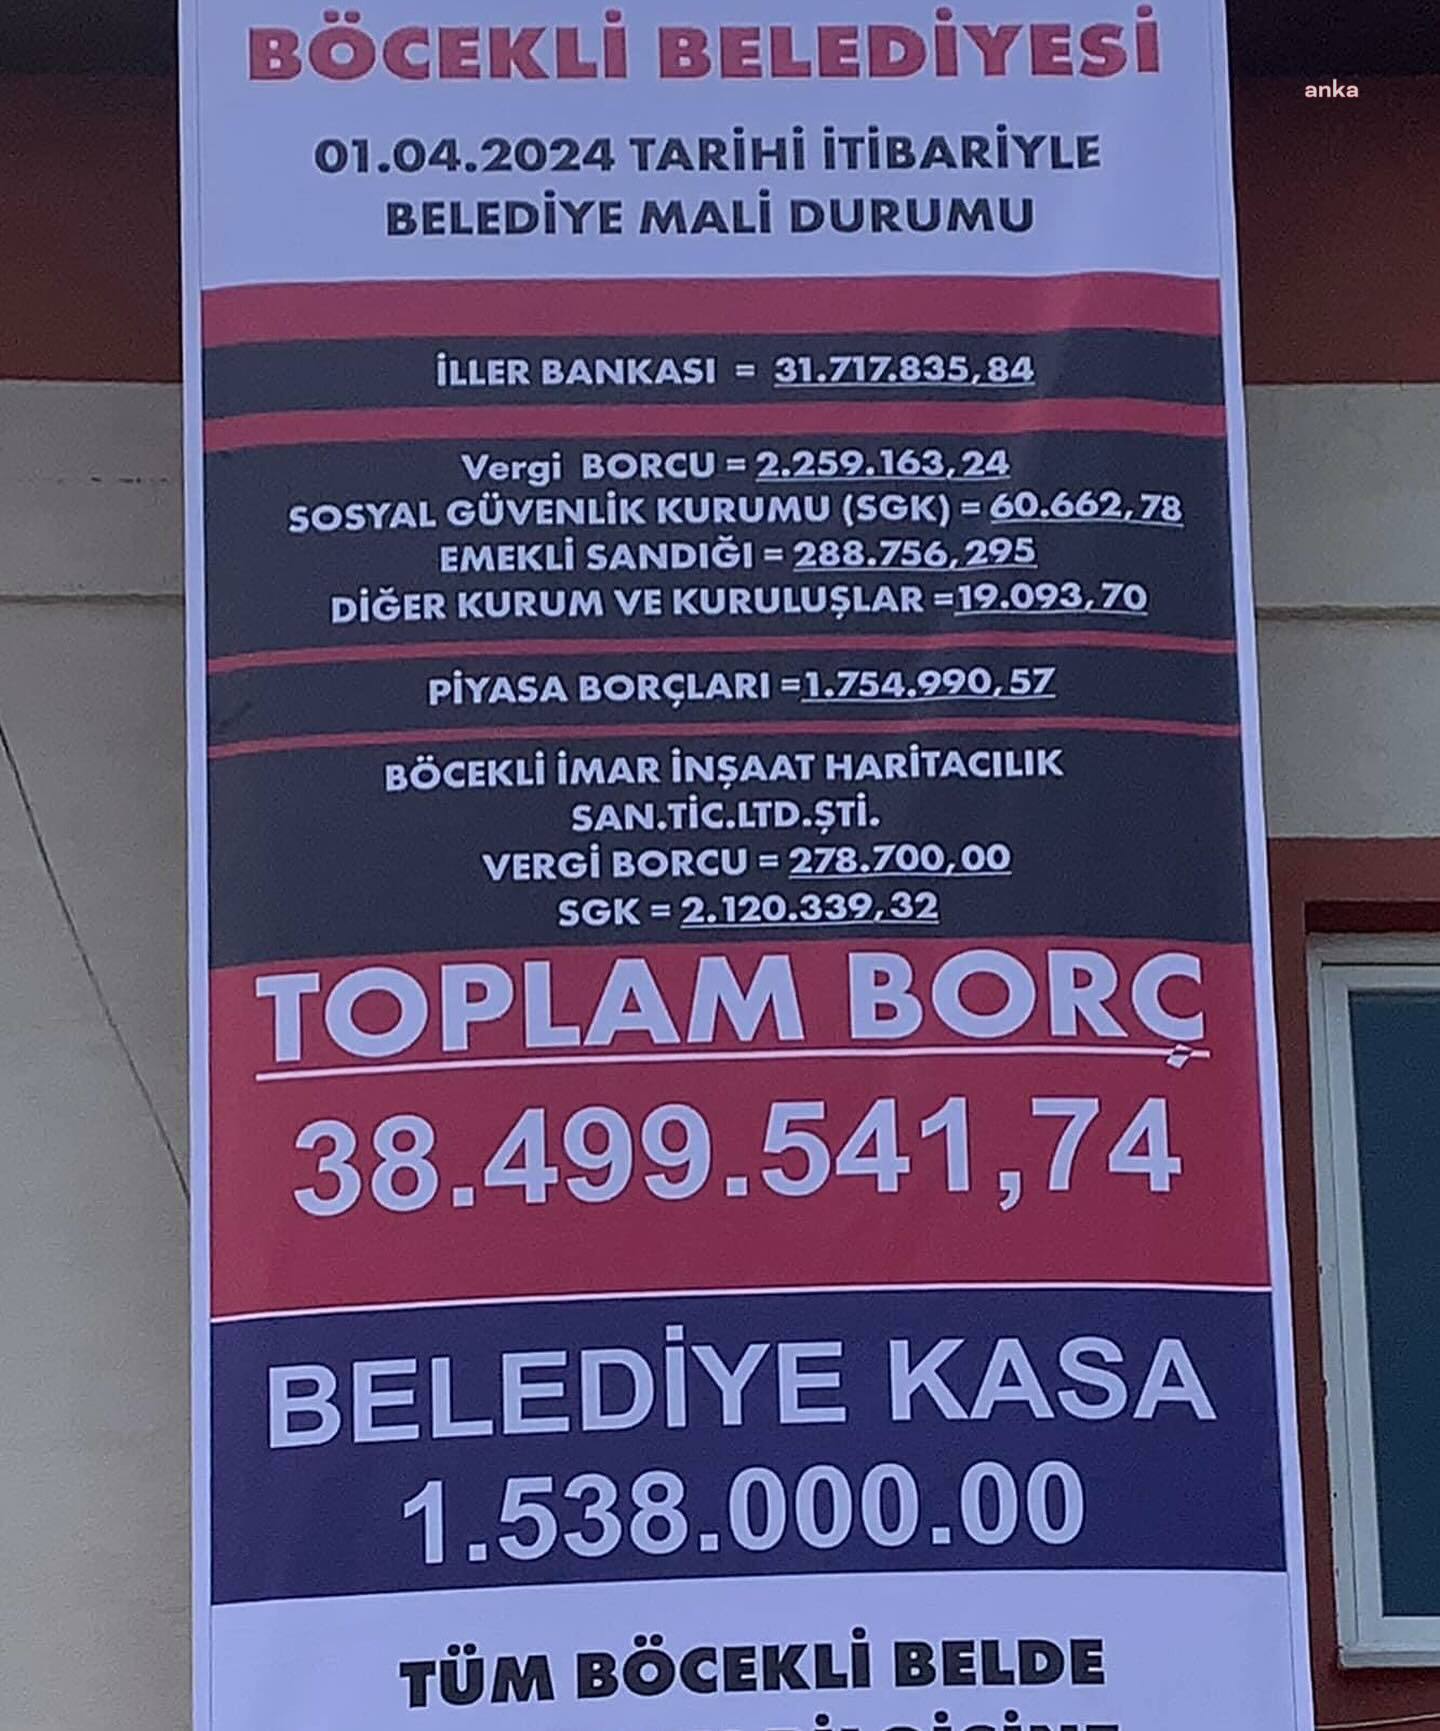 BÖCEKLİ BELEDİYESİ
anka
01.04.2024 TARİHİ İTİBARİYLE
BELEDİYE MALİ DURUMU
İLLER BANKASI = 31.717.835,84
Vergi BORCU = 2.259.163,24
SOSYAL GÜVENLİK KURUMU (SGK) = 60.662,78
EMEKLİ SANDIĞI = 288.756,295
DİĞER KURUM VE KURULUŞLAR =19.093,70
PİYASA BORÇLARI =1.754.990,57
BÖCEKLİ İMAR İNŞAAT HARİTACILIK
SAN.TİC.LTD.ŞTİ.
VERGİ BORCU = 278.700,00
SGK = 2.120.339,32
TOPLAM BORÇ
38.499.541,74
BELEDİYE KASA
1.538.000.00
TÜM BÖCEKLİ BELDE